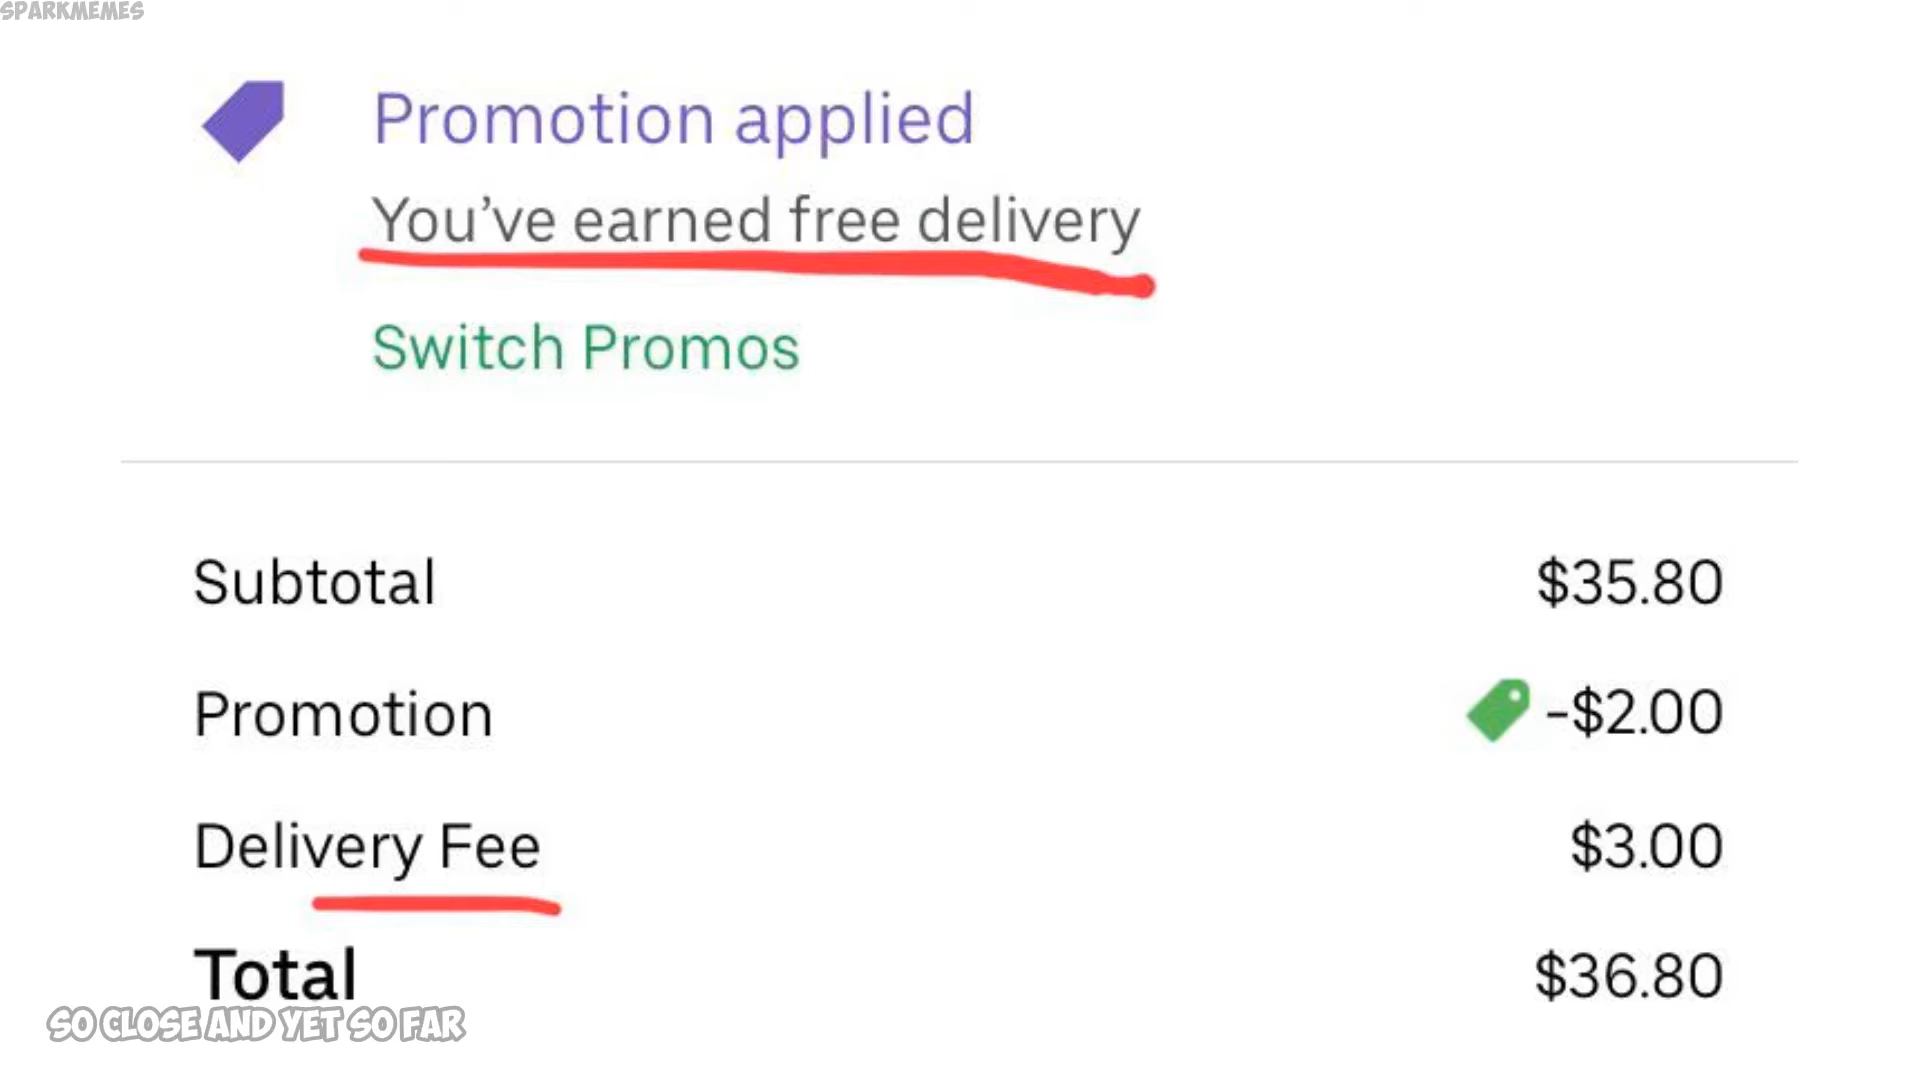 SPARKMEMES
Promotion applied
You've earned free delivery
Switch Promos
Subtotal $35.80
Promotion -$2.00
Delivery Fee $3.00
Total $36.80
SO CLOSE AND YET SO FAR